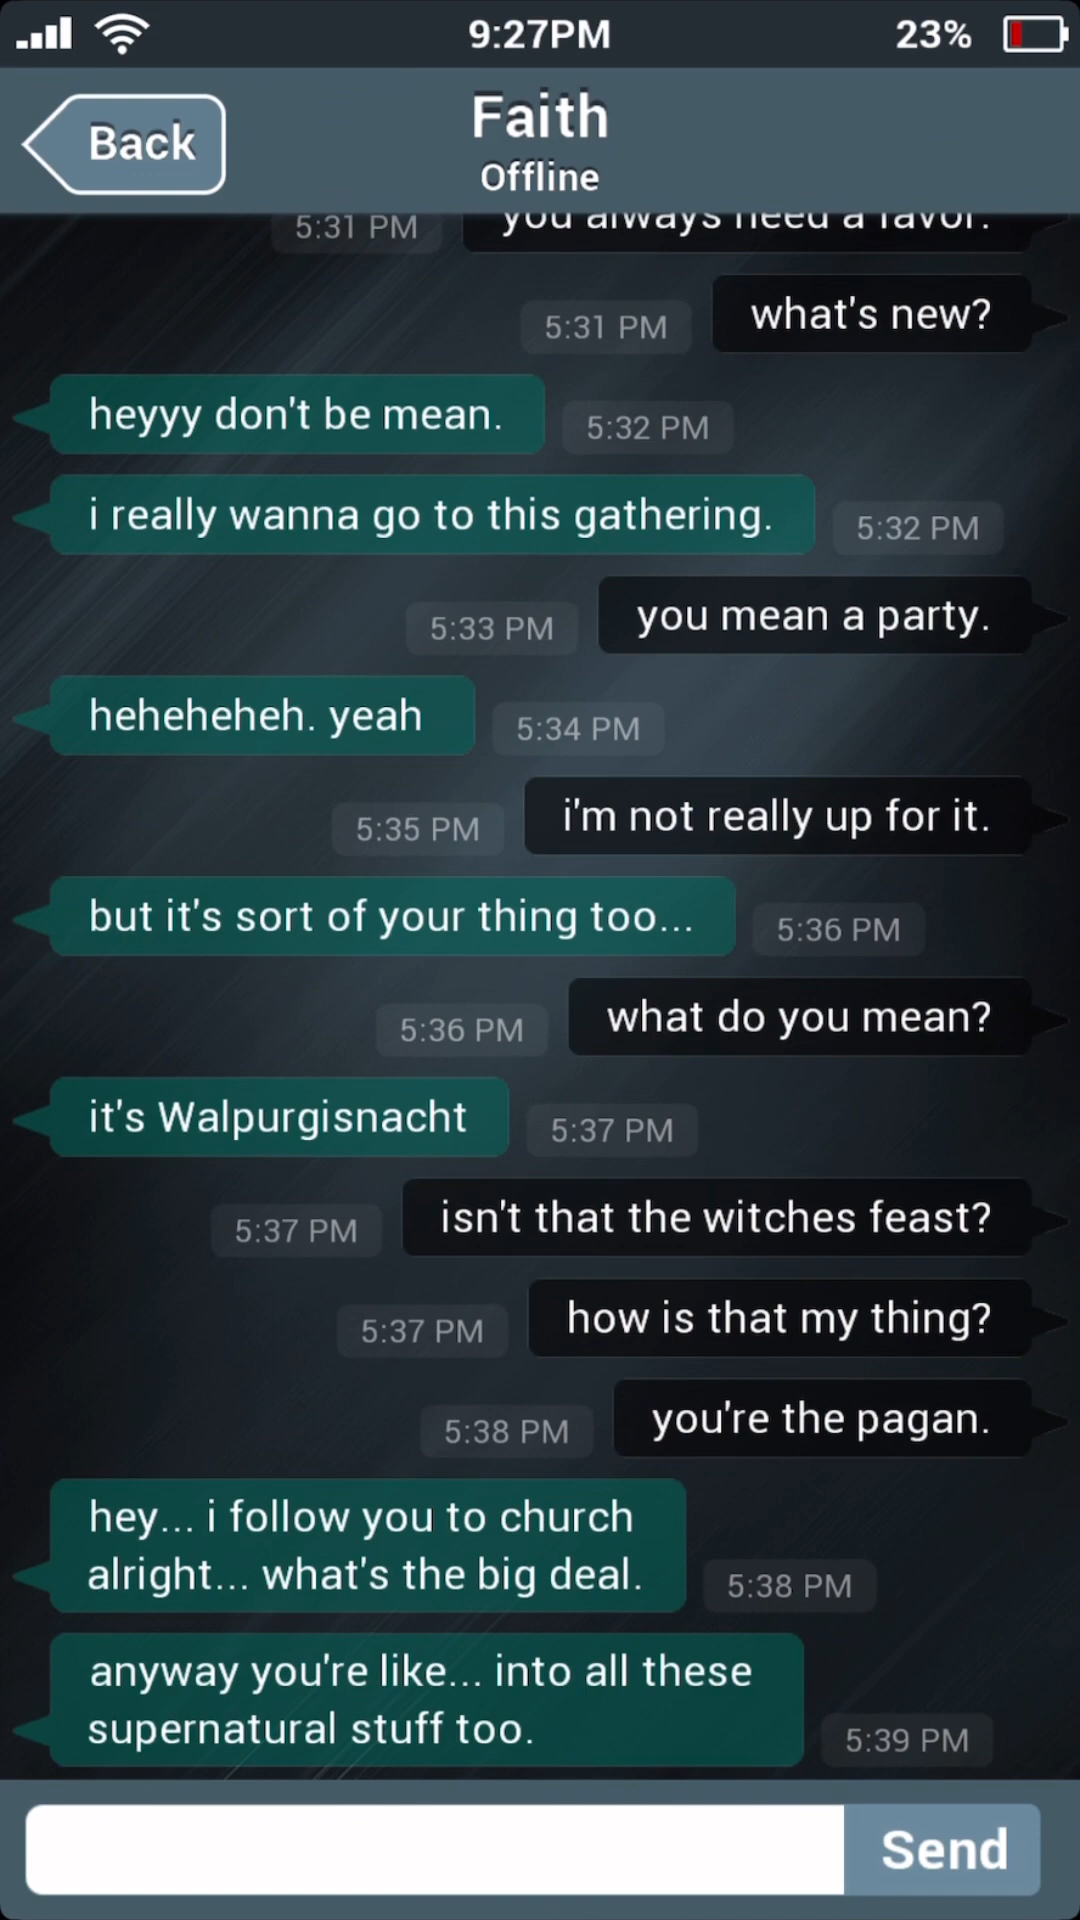 9:27PM
23%
Back
Faith
Offline
5:31 PM
you always need a favor.
5:31 PM
what's new?
heyyy don't be mean.
5:32 PM
i really wanna go to this gathering.
5:32 PM
5:33 PM
you mean a party.
heheheheh. yeah
5:34 PM
5:35 PM
i'm not really up for it.
but it's sort of your thing too...
5:36 PM
5:36 PM
what do you mean?
it's Walpurgisnacht
5:37 PM
5:37 PM
isn't that the witches feast?
5:37 PM
how is that my thing?
5:38 PM
you're the pagan.
hey... i follow you to church
alright... what's the big deal.
5:38 PM
anyway you're like... into all these
supernatural stuff too.
5:39 PM
Send